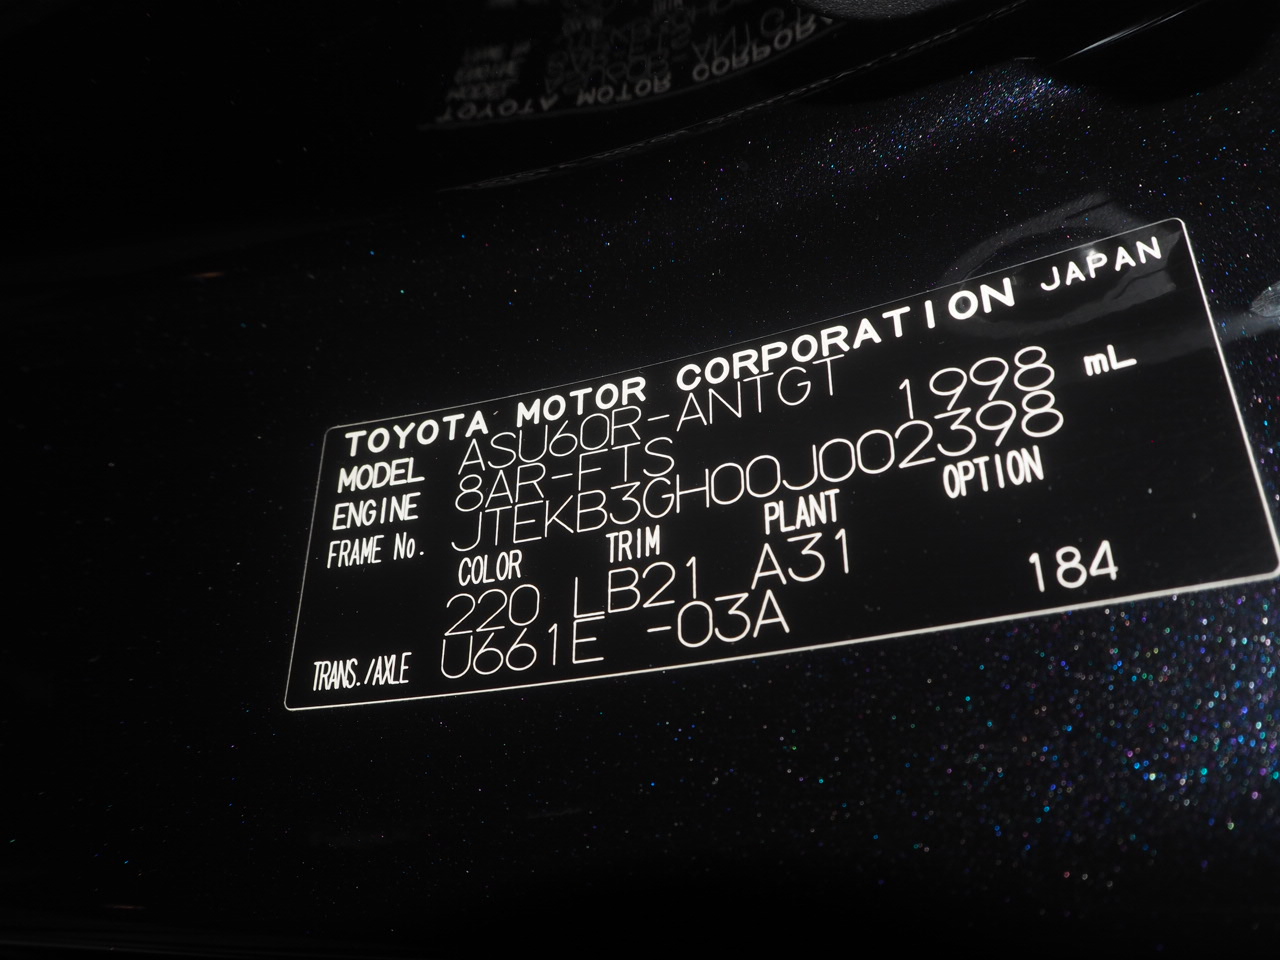 TOYOTA MOTOR CORPORATION JAPAN
MODEL ASU60R-ANTGT
ENGINE 8AR-FTS 1998 mL
FRAME No. JTEKB3GH00J002398
COLOR TRIM PLANT OPTION
220 LB21 A31
TRANS./AXLE U661E -03A 184